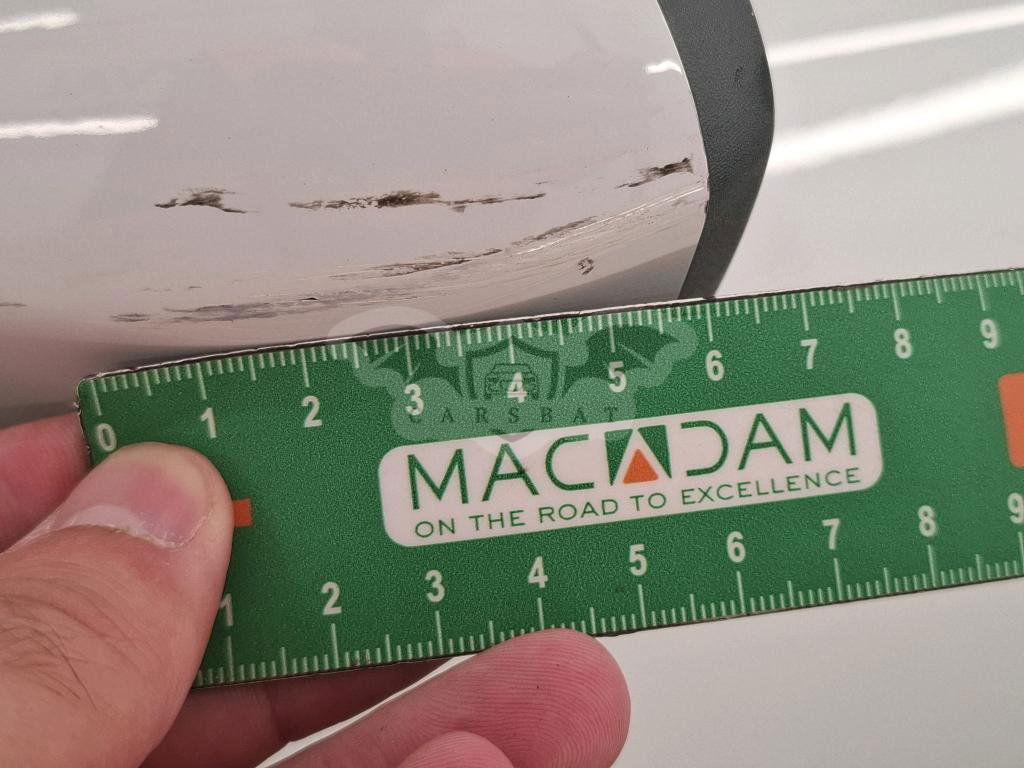 0 1 2 3 4 5 6 7 8 9
CARSBAT
MACADAM
ON THE ROAD TO EXCELLENCE
1 2 3 4 5 6 7 8 9